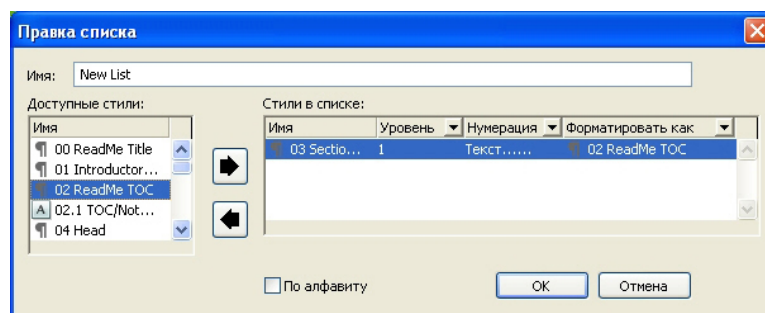 Правка списка
Имя: New List
Доступные стили: Стили в списке:
Имя Имя Уровень Нумерация Форматировать как
00 ReadMe Title 03 Sectio... 1 Текст...... 02 ReadMe TOC
01 Introductor...
02 ReadMe TOC
A 02.1 TOC/Not...
04 Head
По алфавиту OK Отмена